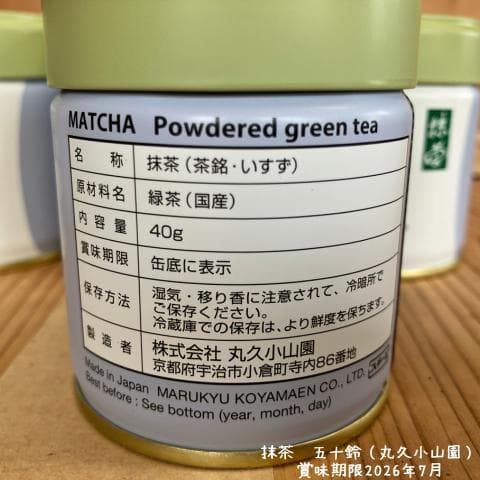 MATCHA Powdered green tea
名称 抹茶（茶銘・いすず）
原材料名 緑茶（国産）
内容量 40g
賞味期限 缶底に表示
保存方法 湿気・移り香に注意されて、冷暗所で
ご保存ください。
冷蔵庫での保存は、より鮮度を保ちます。
製造者 株式会社 丸久小山園
京都府宇治市小倉町寺内86番地
Made in Japan MARUKYU KOYAMAEN CO., LTD.
Best before : See bottom (year, month, day)
抹茶
抹茶 五十鈴（丸久小山園）
賞味期限2026年7月